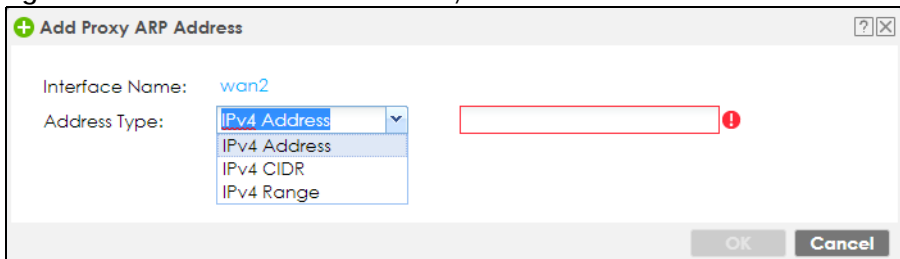 Add Proxy ARP Address
Interface Name: wan2
Address Type: IPv4 Address
IPv4 Address
IPv4 CIDR
IPv4 Range
OK Cancel